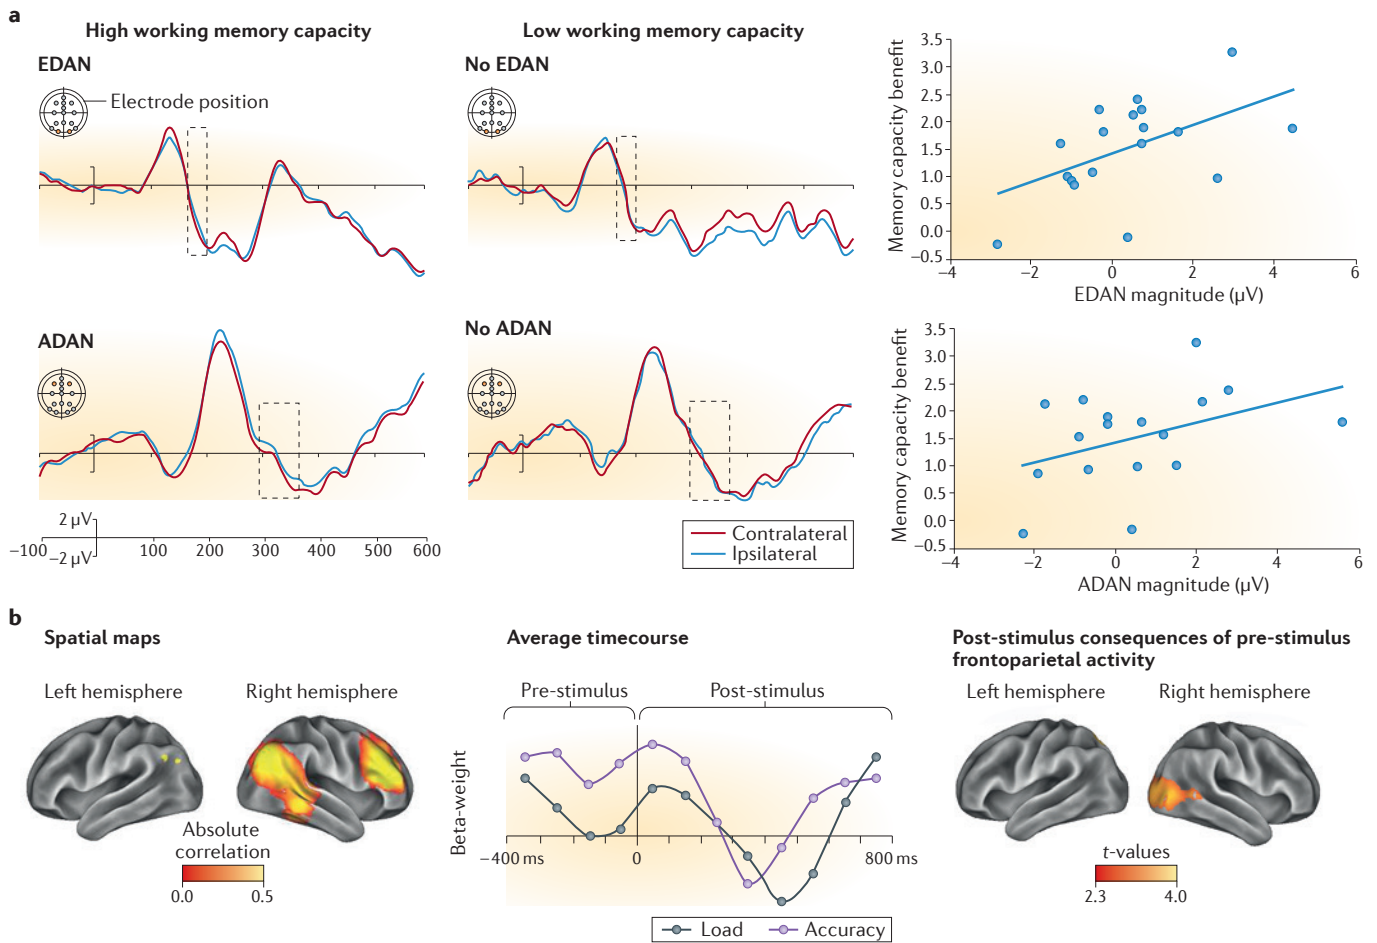 a
High working memory capacity
EDAN
Electrode position
Low working memory capacity
No EDAN
Memory capacity benefit
3.5
3.0
2.5
2.0
1.5
1.0
0.5
0.0
−0.5
−4
−2
0
2
4
6
EDAN magnitude (µV)
ADAN
No ADAN
2 µV
−2 µV
−100
100
200
300
400
500
600
Contralateral
Ipsilateral
Memory capacity benefit
3.5
3.0
2.5
2.0
1.5
1.0
0.5
0.0
−0.5
−4
−2
0
2
4
6
ADAN magnitude (µV)
b
Spatial maps
Left hemisphere
Right hemisphere
Absolute
correlation
0.0
0.5
Average timecourse
Pre-stimulus
Post-stimulus
Beta-weight
−400 ms
0
800 ms
Load
Accuracy
Post-stimulus consequences of pre-stimulus
frontoparietal activity
Left hemisphere
Right hemisphere
t-values
2.3
4.0